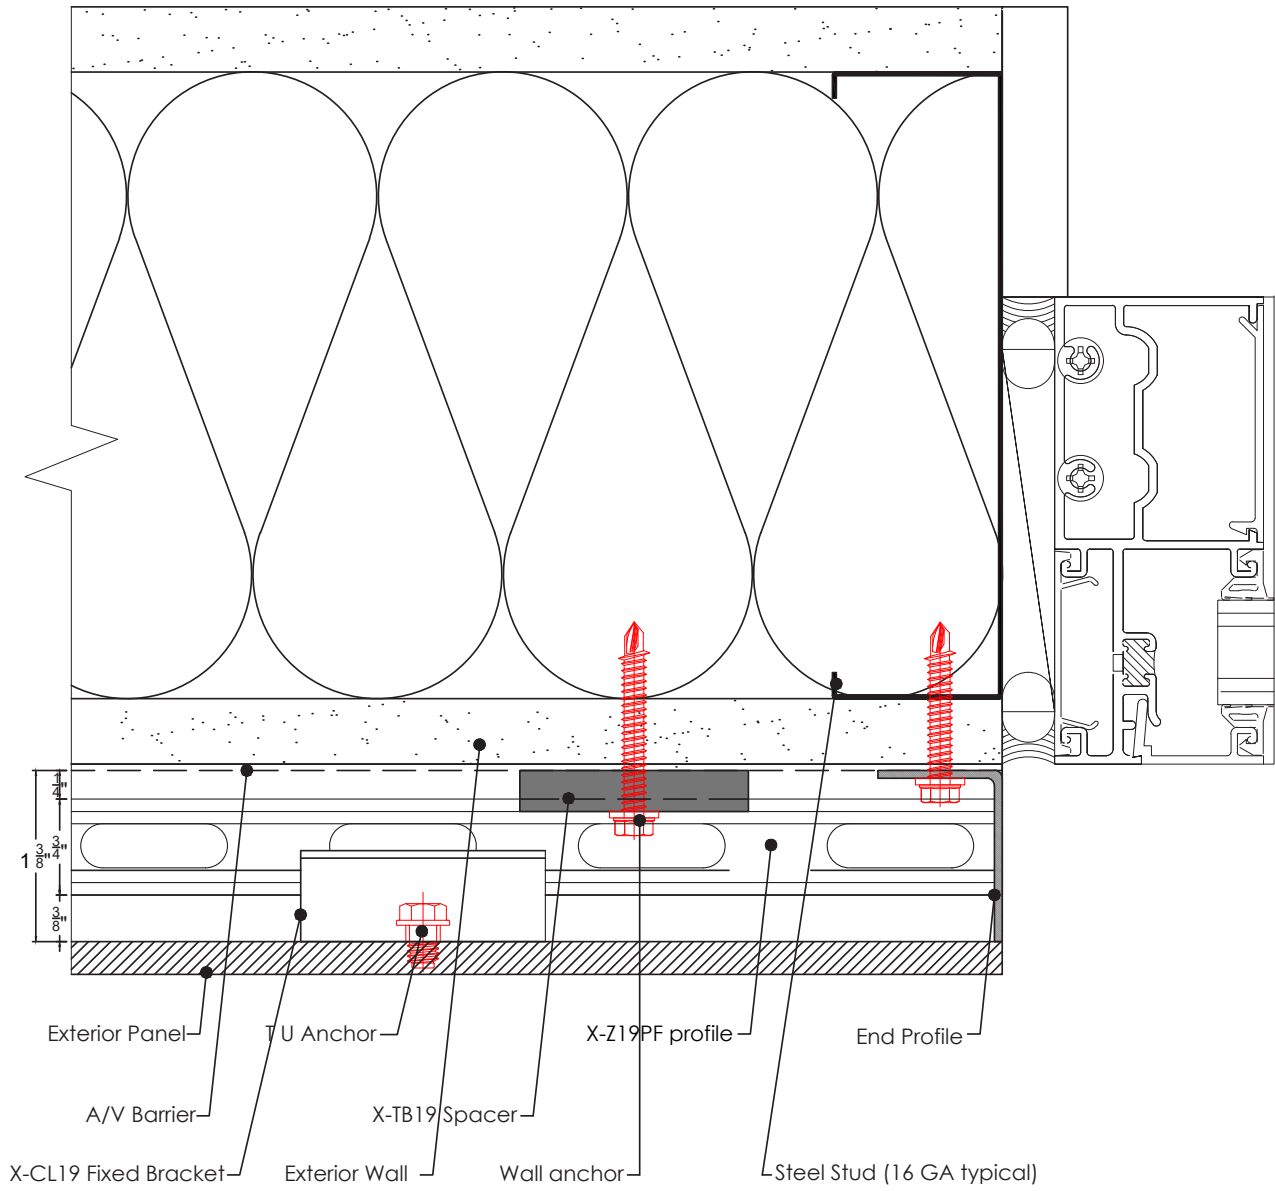 1/4"
3/4"
1 3/8"
3/8"
Exterior Panel
T U Anchor
X-Z19PF profile
End Profile
A/V Barrier
X-TB19 Spacer
X-CL19 Fixed Bracket
Exterior Wall
Wall anchor
Steel Stud (16 GA typical)